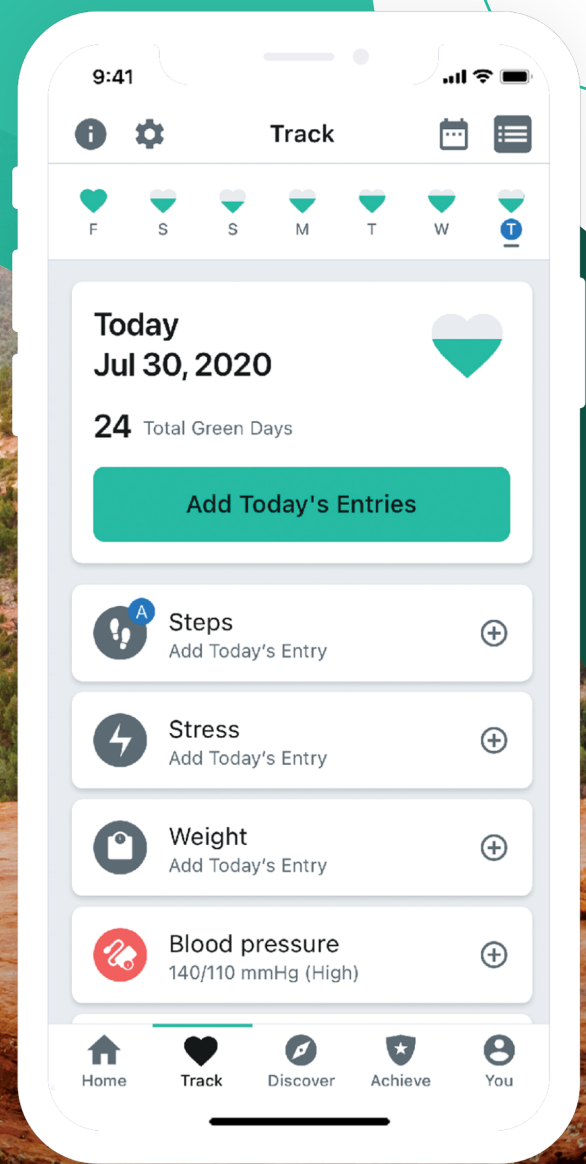 9:41
Track
F S S M T W T
Today
Jul 30, 2020
24 Total Green Days
Add Today's Entries
A
Steps
Add Today's Entry
Stress
Add Today's Entry
Weight
Add Today's Entry
Blood pressure
140/110 mmHg (High)
Home Track Discover Achieve You